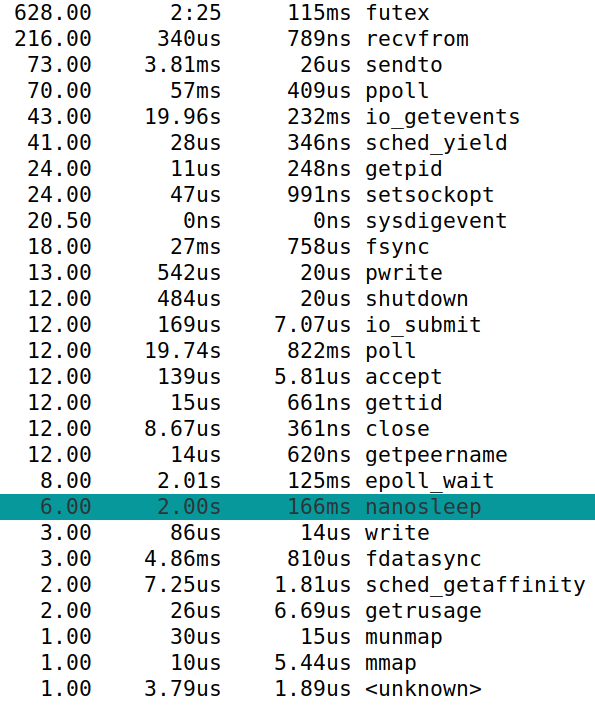 628.00 2:25 115ms futex
216.00 340us 789ns recvfrom
73.00 3.81ms 26us sendto
70.00 57ms 409us ppoll
43.00 19.96s 232ms io_getevents
41.00 28us 346ns sched_yield
24.00 11us 248ns getpid
24.00 47us 991ns setsockopt
20.50 0ns 0ns sysdigevent
18.00 27ms 758us fsync
13.00 542us 20us pwrite
12.00 484us 20us shutdown
12.00 169us 7.07us io_submit
12.00 19.74s 822ms poll
12.00 139us 5.81us accept
12.00 15us 661ns gettid
12.00 8.67us 361ns close
12.00 14us 620ns getpeername
8.00 2.01s 125ms epoll_wait
6.00 2.00s 166ms nanosleep
3.00 86us 14us write
3.00 4.86ms 810us fdatasync
2.00 7.25us 1.81us sched_getaffinity
2.00 26us 6.69us getrusage
1.00 30us 15us munmap
1.00 10us 5.44us mmap
1.00 3.79us 1.89us <unknown>